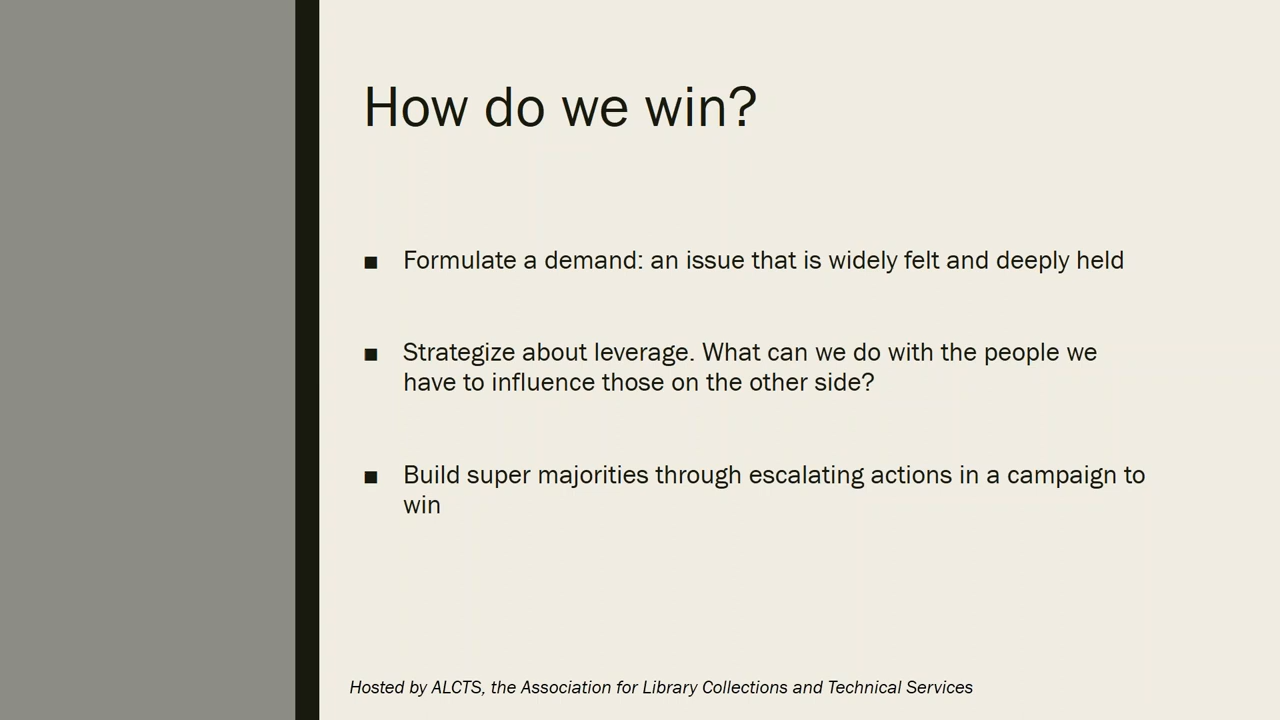 How do we win?
■ Formulate a demand: an issue that is widely felt and deeply held
■ Strategize about leverage. What can we do with the people we
have to influence those on the other side?
■ Build super majorities through escalating actions in a campaign to
win
Hosted by ALCTS, the Association for Library Collections and Technical Services